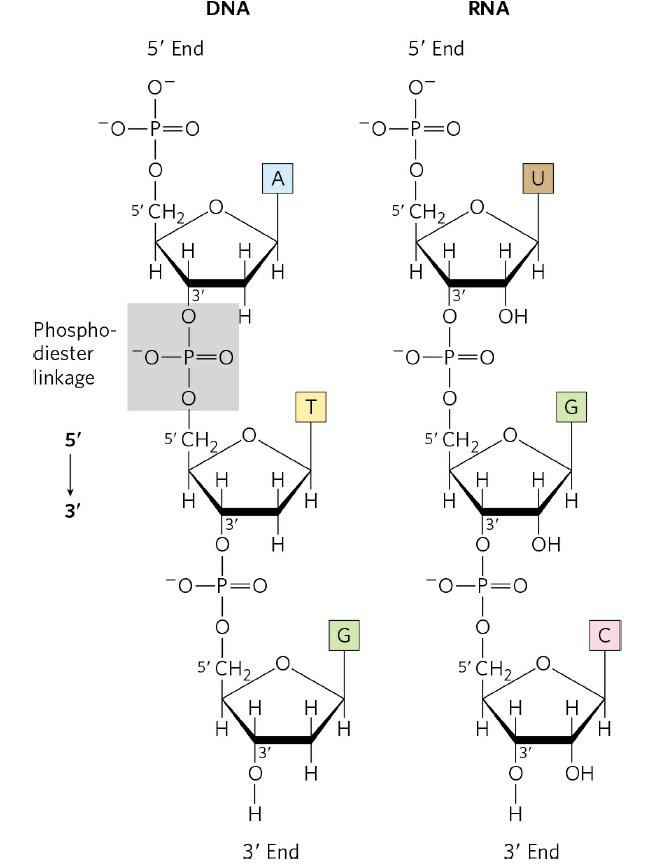 DNA
RNA
5′ End
5′ End
O⁻
O⁻
⁻O—P=O
⁻O—P=O
O
O
A
U
5′ CH₂
O
5′ CH₂
O
H
H
H
H
H
H
H
H
3′
3′
O
H
O
OH
Phospho-
diester
linkage
⁻O—P=O
⁻O—P=O
O
O
T
G
5′
3′
5′ CH₂
O
5′ CH₂
O
H
H
H
H
H
H
H
H
3′
3′
O
H
O
OH
⁻O—P=O
⁻O—P=O
O
O
G
C
5′ CH₂
O
5′ CH₂
O
H
H
H
H
H
H
H
H
3′
3′
O
H
O
OH
H
H
3′ End
3′ End